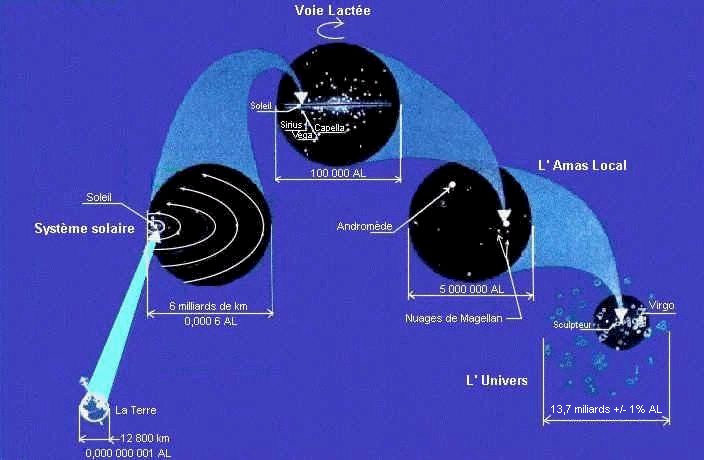 Voie Lactée
Soleil
Sirius
Capella
Vega
100 000 AL
L' Amas Local
Soleil
Système solaire
Andromède
6 milliards de km
0,000 6 AL
5 000 000 AL
Nuages de Magellan
Virgo
Sculpteur
L' Univers
13,7 miliards +/- 1% AL
La Terre
12 800 km
0,000 000 001 AL